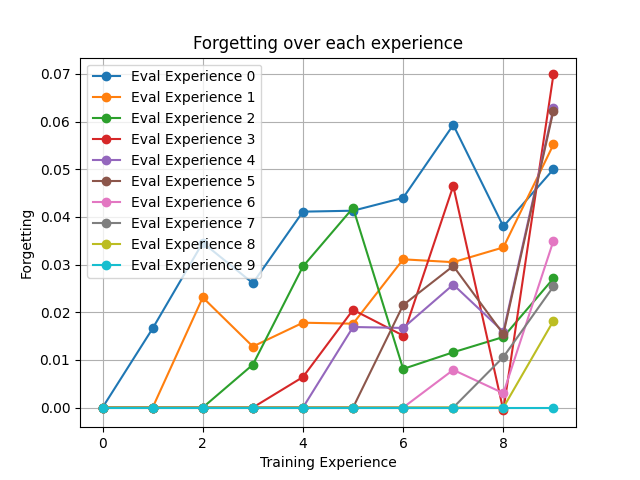 Forgetting over each experience
0.07
0.06
0.05
0.04
0.03
0.02
0.01
0.00
Forgetting
Eval Experience 0
Eval Experience 1
Eval Experience 2
Eval Experience 3
Eval Experience 4
Eval Experience 5
Eval Experience 6
Eval Experience 7
Eval Experience 8
Eval Experience 9
0 2 4 6 8
Training Experience